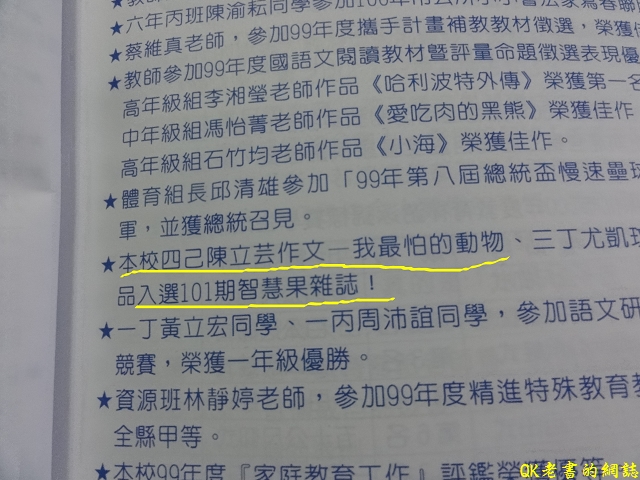 ★六年丙班陳渝耘同學參加100年
★蔡維真老師，參加99年度攜手計畫補教教材徵選，榮獲
★教師參加99年度國語文閱讀教材暨評量命題徵選表現優
高年級組李湘瑩老師作品《哈利波特外傳》榮獲第一名
中年級組馮怡菁老師作品《愛吃肉的黑熊》榮獲佳作
高年級組石竹均老師作品《小海》榮獲佳作。
★體育組長邱清雄參加「99年第八屆總統盃慢速壘球
軍，並獲總統召見。
★本校四己陳立芸作文—我最怕的動物、三丁尤凱
品入選101期智慧果雜誌！
★一丁黃立宏同學、一丙周沛誼同學，參加語文研
競賽，榮獲一年級優勝。
★資源班林靜婷老師，參加99年度精進特殊教育教
全縣甲等。
★本校99年度『家庭教育工作』評鑑榮獲
QK老書的網誌